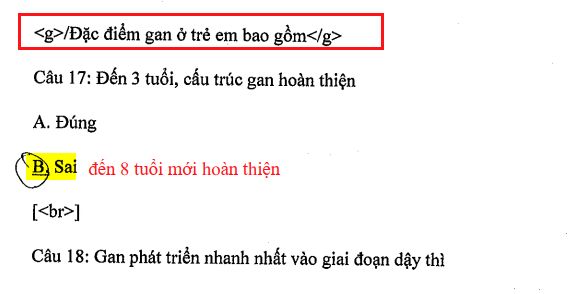 <g>/Đặc điểm gan ở trẻ em bao gồm</g>
Câu 17: Đến 3 tuổi, cấu trúc gan hoàn thiện
A. Đúng
B. Sai đến 8 tuổi mới hoàn thiện
[<br>]
Câu 18: Gan phát triển nhanh nhất vào giai đoạn dậy thì